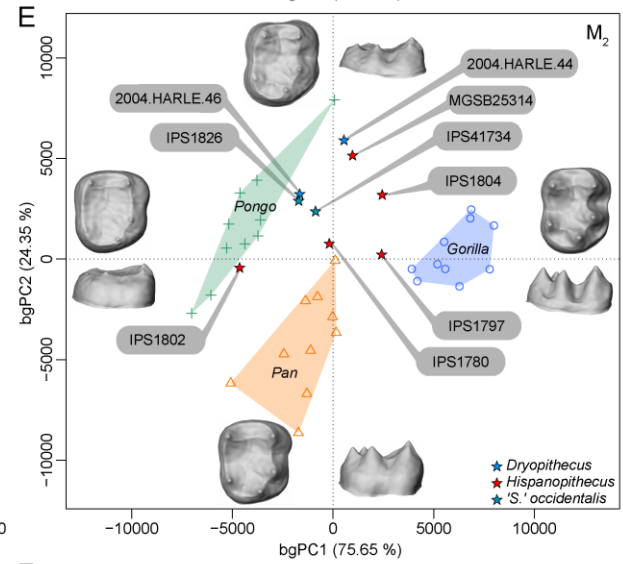 E
M2
2004.HARLE.44
2004.HARLE.46
MGSB25314
IPS1826
IPS41734
IPS1804
Pongo
Gorilla
IPS1802
IPS1797
IPS1780
Pan
Dryopithecus
Hispanopithecus
'S.' occidentalis
10000
5000
0
−5000
−10000
bgPC2 (24.35 %)
0
−10000
−5000
0
5000
10000
bgPC1 (75.65 %)